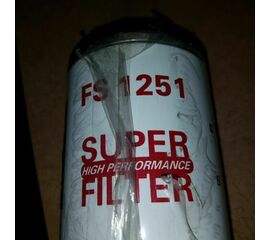 FS 1251
SUPER
HIGH PERFORMANCE
FILTER